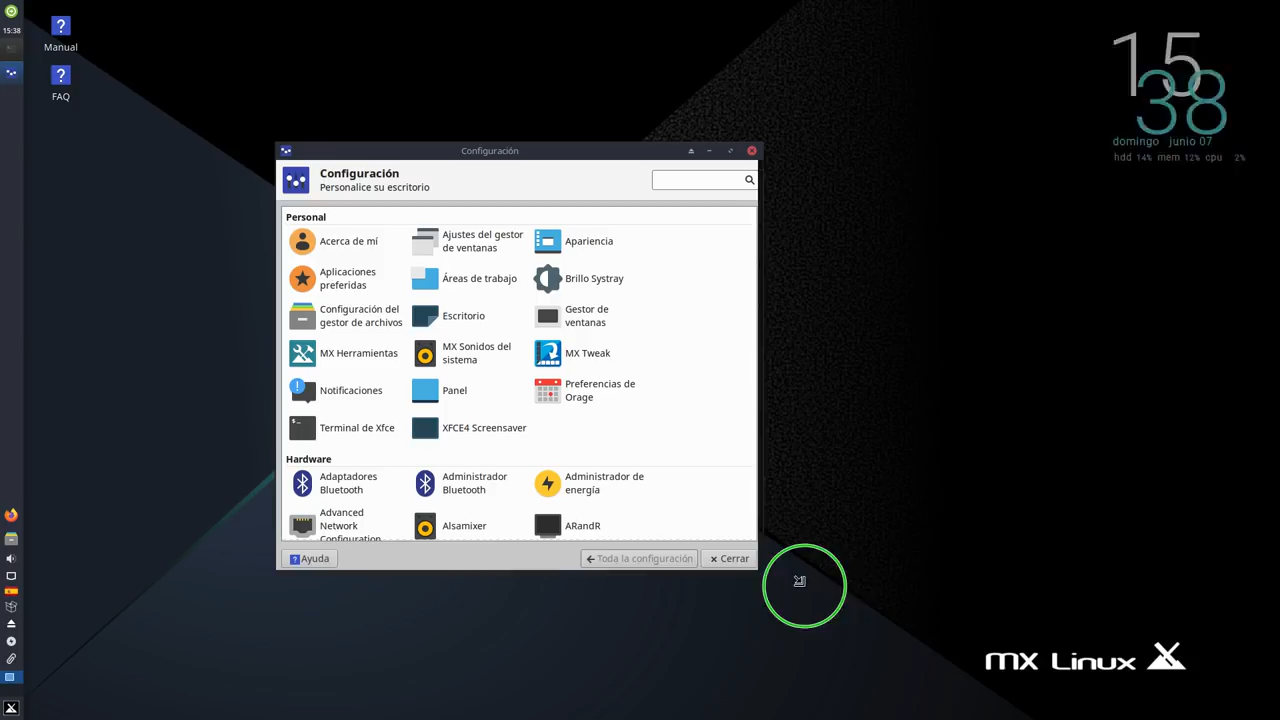 15:38
Manual
FAQ
15
38
domingo junio 07
hdd 14% mem 12% cpu 2%
Configuración
Configuración
Personalice su escritorio
Personal
Acerca de mí
Ajustes del gestor
de ventanas
Apariencia
Aplicaciones
preferidas
Áreas de trabajo
Brillo Systray
Configuración del
gestor de archivos
Escritorio
Gestor de
ventanas
MX Herramientas
MX Sonidos del
sistema
MX Tweak
Notificaciones
Panel
Preferencias de
Orage
Terminal de Xfce
XFCE4 Screensaver
Hardware
Adaptadores
Bluetooth
Administrador
Bluetooth
Administrador de
energía
Advanced
Network
Configuration
Alsamixer
ARandR
Ayuda
Toda la configuración
Cerrar
MX Linux